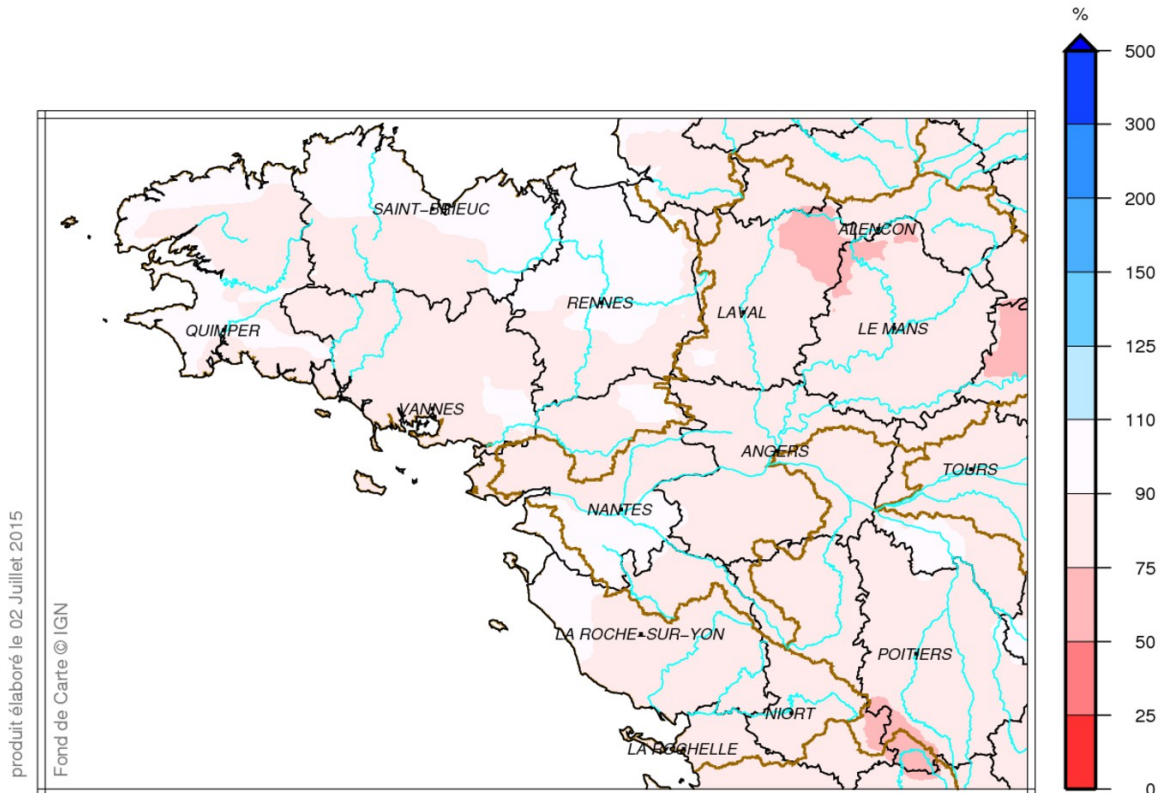 %
500
300
200
150
125
110
90
75
50
25
0
SAINT-BRIEUC
ALENCON
RENNES
LAVAL
QUIMPER
LE MANS
VANNES
ANGERS
TOURS
NANTES
LA ROCHE-SUR-YON
POITIERS
NIORT
LA ROCHELLE
produit élaboré le 02 Juillet 2015
Fond de Carte © IGN